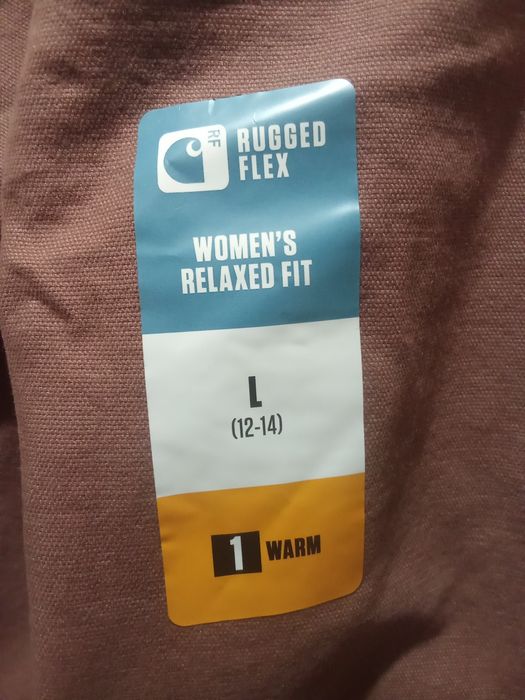 RF
RUGGED
FLEX
WOMEN'S
RELAXED FIT
L
(12-14)
1 WARM